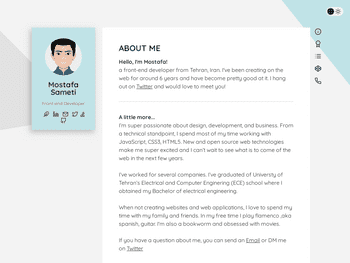 Mostafa
Sameti
Front-end Developer
ABOUT ME
Hello, I'm Mostafa!
a front-end developer from Tehran, Iran. I've been creating on the
web for around 6 years and have become pretty good at it. I hang
out on Twitter and would love to meet you!
A little more...
I'm super passionate about design, development, and business. From
a technical standpoint, I spend most of my time working with
JavaScript, CSS3, HTML5. New and open source web technologies
make me super excited and I can't wait to see what is to come of the
web in the next few years.
I've worked for several companies. I've graduated of University of
Tehran's Electrical and Computer Enginering (ECE) school where I
obtained my Bachelor of electrical engineering.
When not creating websites and web applications, I love to spend my
time with my family and friends. In my free time I play flamenco ,aka
spanish, guitar. I'm also a bookworm and obsessed with movies.
If you have a question about me, you can send an Email or DM me
on Twitter.